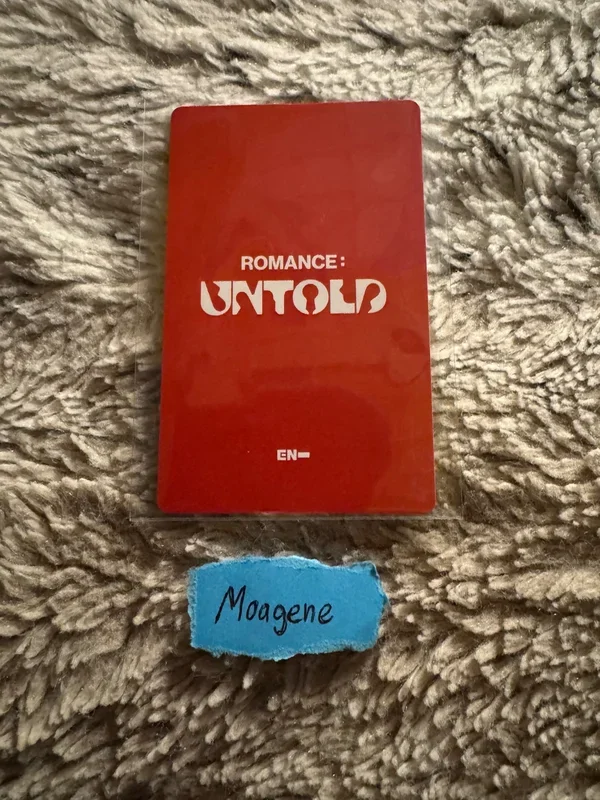 ROMANCE:
UNTOLD
EN-
Moagene